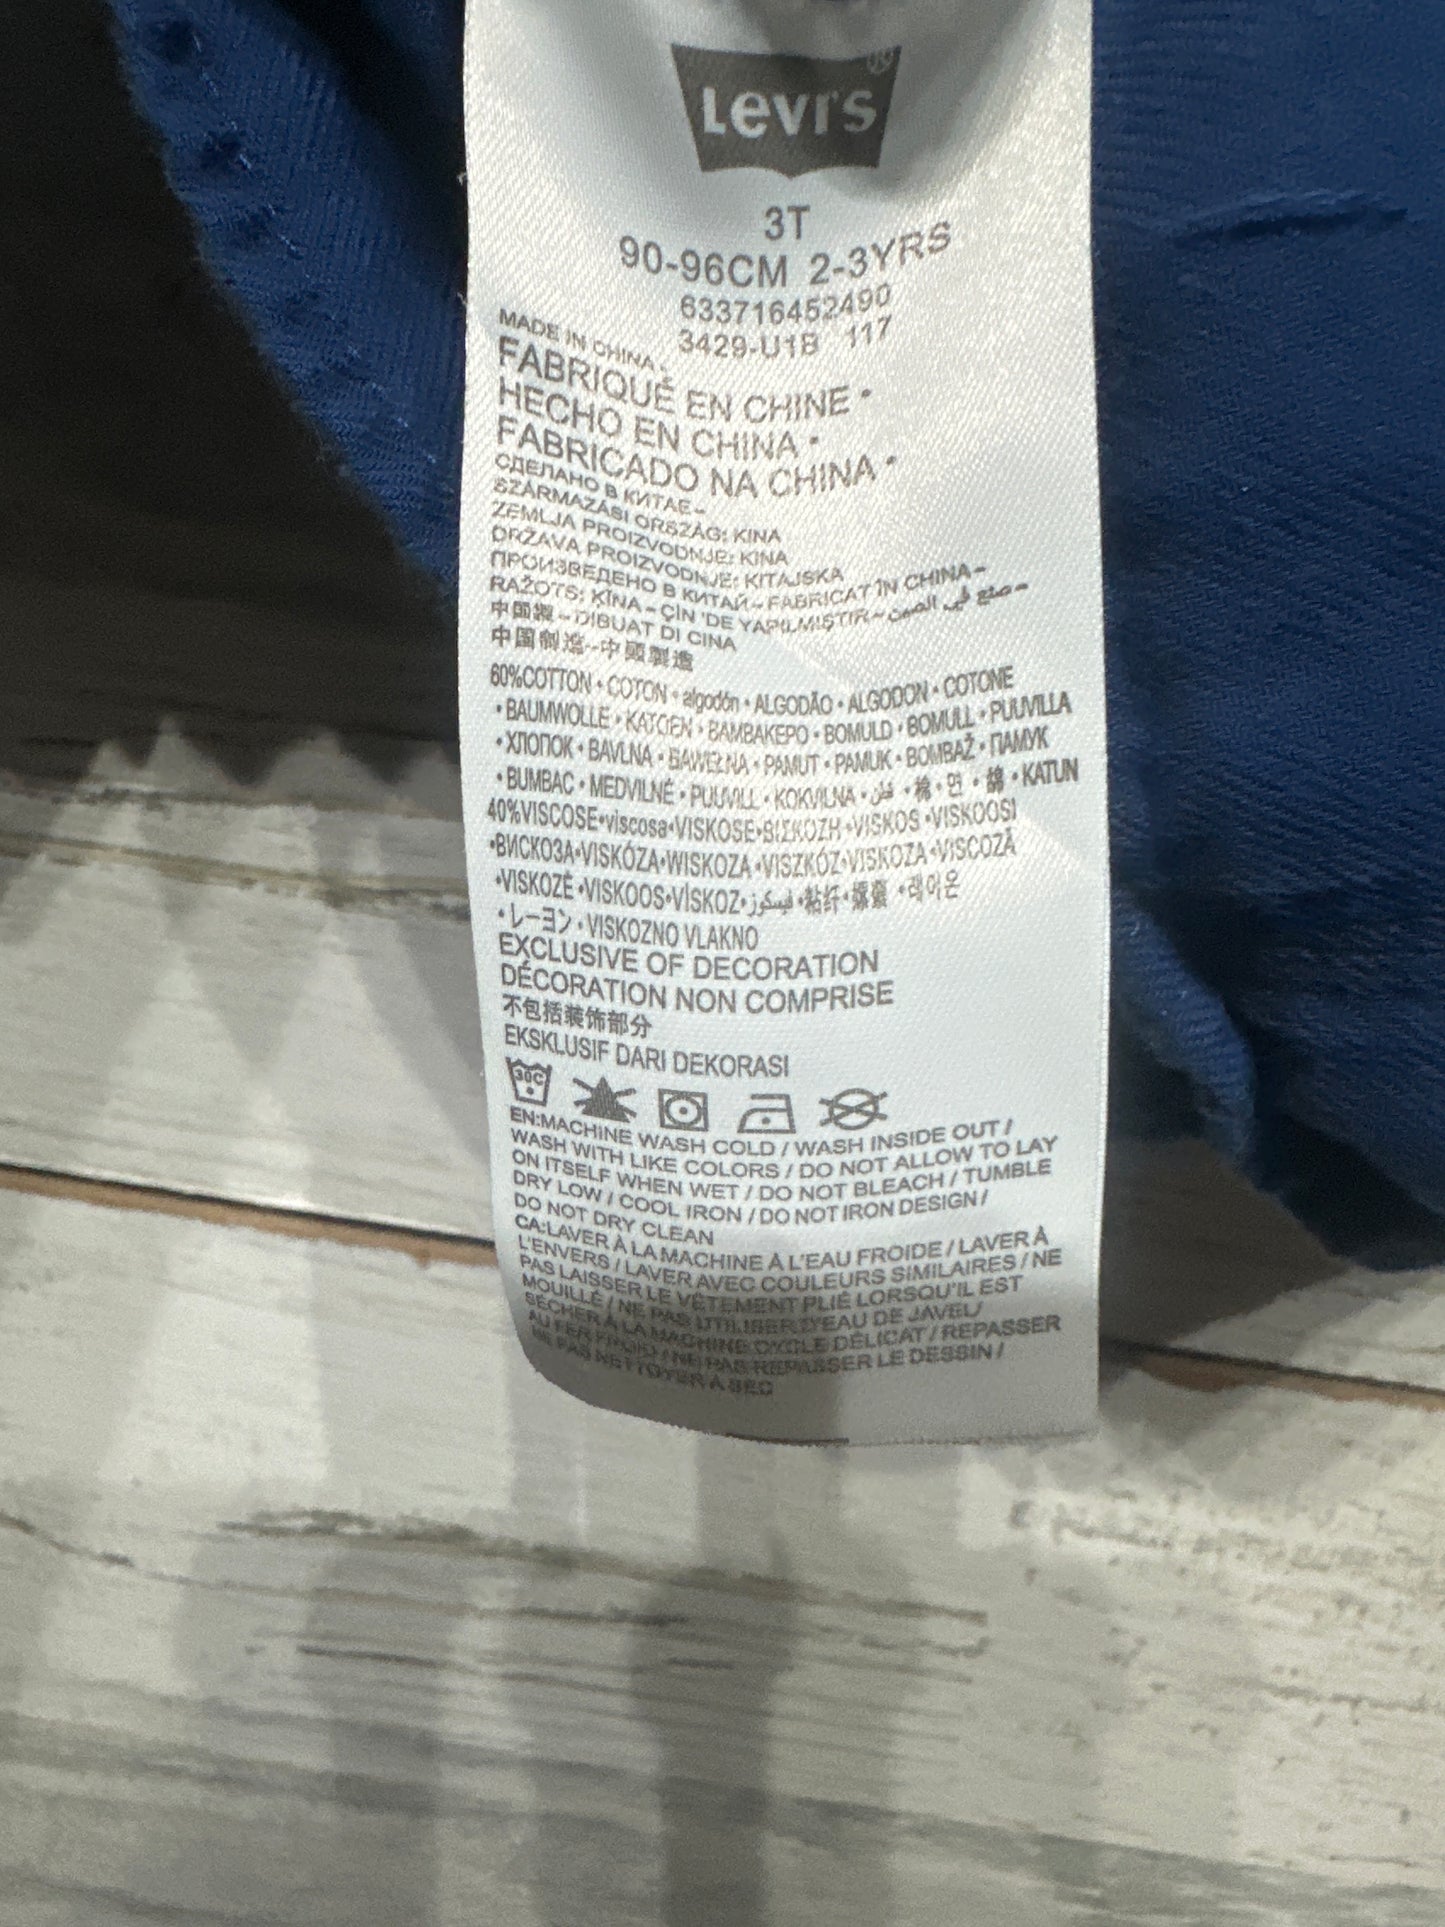 Levi's®
3T
90-96CM 2-3YRS
633716452490
3429-U1B 117
MADE IN CHINA -
FABRIQUÉ EN CHINE •
HECHO EN CHINA •
FABRICADO NA CHINA •
СДЕЛАНО В КИТАЕ -
SZÁRMAZÁSI ORSZÁG: KINA
ZEMLJA PROIZVODNJE: KINA
DRŽAVA PROIZVODNJE: KITAJSKA
ПРОИЗВЕДЕНО В КИТАЙ - FABRICAT ÎN CHINA -
RAŽOTS: ĶĪNA - ÇİN 'DE YAPILMIŞTIR - صنع في الصين -
中国製 - DIBUAT DI CINA
中国制造 - 中國製造
60%COTTON • COTON • algodón • ALGODÃO • ALGODON • COTONE
• BAUMWOLLE • KATOEN • BAMBAKEPO • BOMULD • BOMULL • PUUVILLA
• ХЛОПОК • BAVLNA • BAWEŁNA • PAMUT • PAMUK • BOMBAŽ • ПАМУК
• BUMBAC • MEDVILNÉ • PUUVILL • KOKVILNA • قطن • 棉 • 면 • 綿 • KATUN
40%VISCOSE•viscosa•VISKOSE•ΒΙΣΚΟΖΗ•VISKOS •VISKOOSI
•ВИСКОЗА•VISKÓZA•WISKOZA •VISZKÓZ•VISKOZA •VISCOZĂ
•VISKOZĖ •VISKOOS•VİSKOZ•فيسكوز •粘纤•嫘縈 •레이온
•レーヨン • VISKOZNO VLAKNO
EXCLUSIVE OF DECORATION
DÉCORATION NON COMPRISE
不包括装饰部分
EKSKLUSIF DARI DEKORASI
30C
EN:MACHINE WASH COLD / WASH INSIDE OUT /
WASH WITH LIKE COLORS / DO NOT ALLOW TO LAY
ON ITSELF WHEN WET / DO NOT BLEACH / TUMBLE
DRY LOW / COOL IRON / DO NOT IRON DESIGN /
DO NOT DRY CLEAN
CA:LAVER À LA MACHINE À L'EAU FROIDE / LAVER À
L'ENVERS / LAVER AVEC COULEURS SIMILAIRES / NE
PAS LAISSER LE VÊTEMENT PLIÉ LORSQU'IL EST
MOUILLÉ / NE PAS UTILISER D'EAU DE JAVEL /
SÉCHER À LA MACHINE CYCLE DÉLICAT / REPASSER
AU FER FROID / NE PAS REPASSER LE DESSIN /
NE PAS NETTOYER À SEC